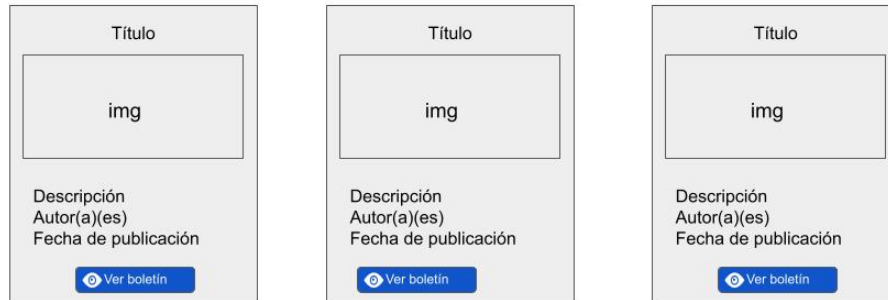 Título
img
Descripción
Autor(a)(es)
Fecha de publicación
Ver boletín
Título
img
Descripción
Autor(a)(es)
Fecha de publicación
Ver boletín
Título
img
Descripción
Autor(a)(es)
Fecha de publicación
Ver boletín